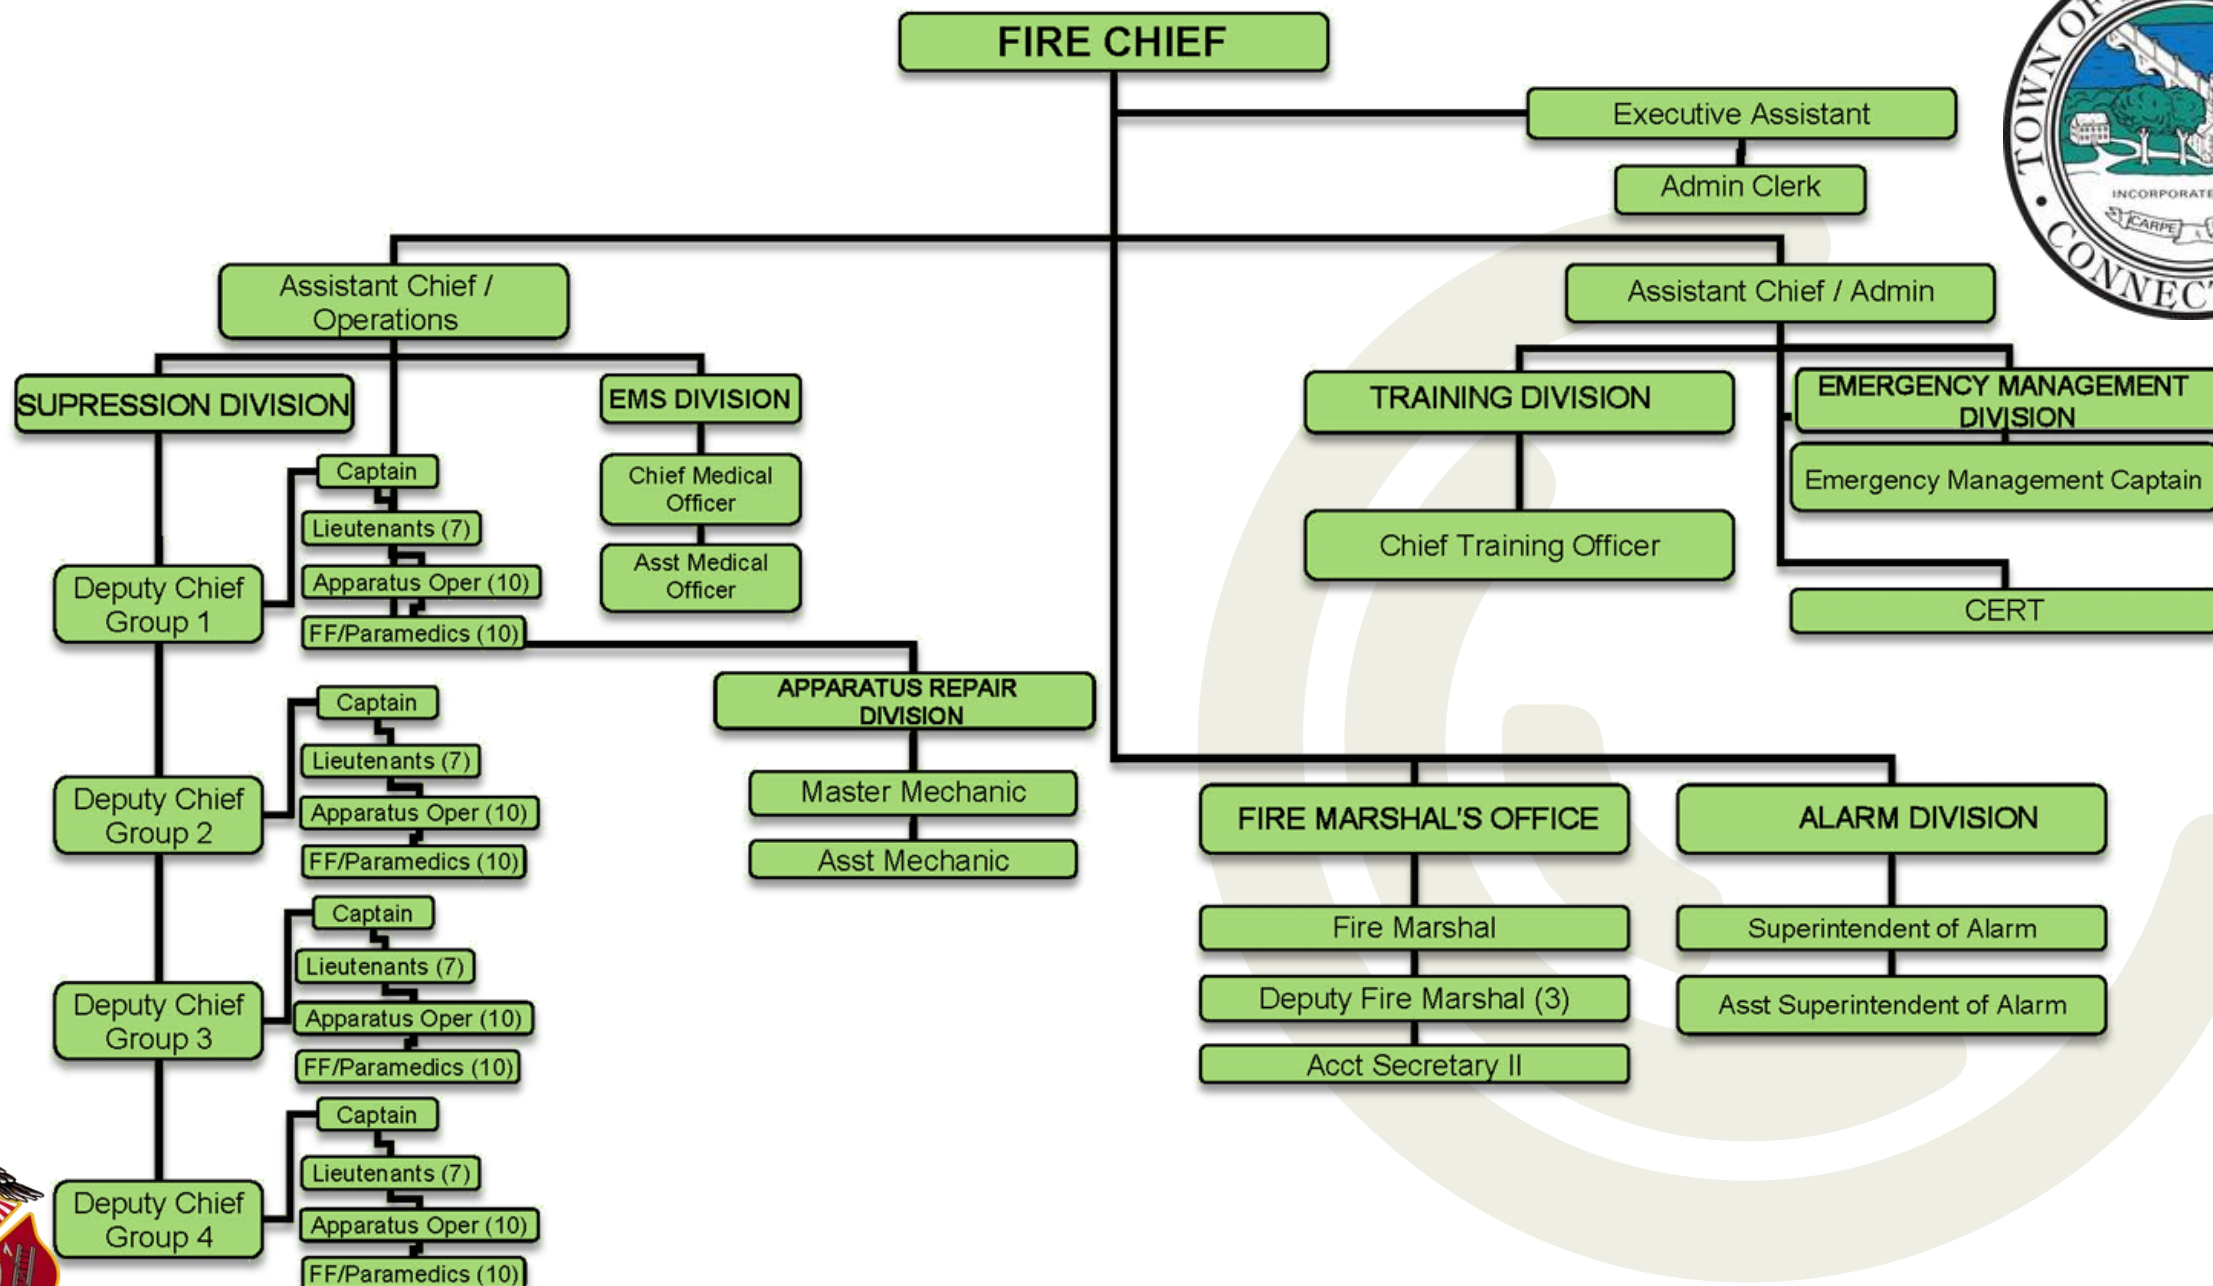 FIRE CHIEF
Executive Assistant
Admin Clerk
TOWN OF
INCORPORATE
CARPE
CONNECT
Assistant Chief /
Operations
Assistant Chief / Admin
SUPRESSION DIVISION
EMS DIVISION
Chief Medical
Officer
Asst Medical
Officer
TRAINING DIVISION
Chief Training Officer
EMERGENCY MANAGEMENT
DIVISION
Emergency Management Captain
CERT
Deputy Chief
Group 1
Captain
Lieutenants (7)
Apparatus Oper (10)
FF/Paramedics (10)
Deputy Chief
Group 2
Captain
Lieutenants (7)
Apparatus Oper (10)
FF/Paramedics (10)
Deputy Chief
Group 3
Captain
Lieutenants (7)
Apparatus Oper (10)
FF/Paramedics (10)
Deputy Chief
Group 4
Captain
Lieutenants (7)
Apparatus Oper (10)
FF/Paramedics (10)
APPARATUS REPAIR
DIVISION
Master Mechanic
Asst Mechanic
FIRE MARSHAL'S OFFICE
Fire Marshal
Deputy Fire Marshal (3)
Acct Secretary II
ALARM DIVISION
Superintendent of Alarm
Asst Superintendent of Alarm